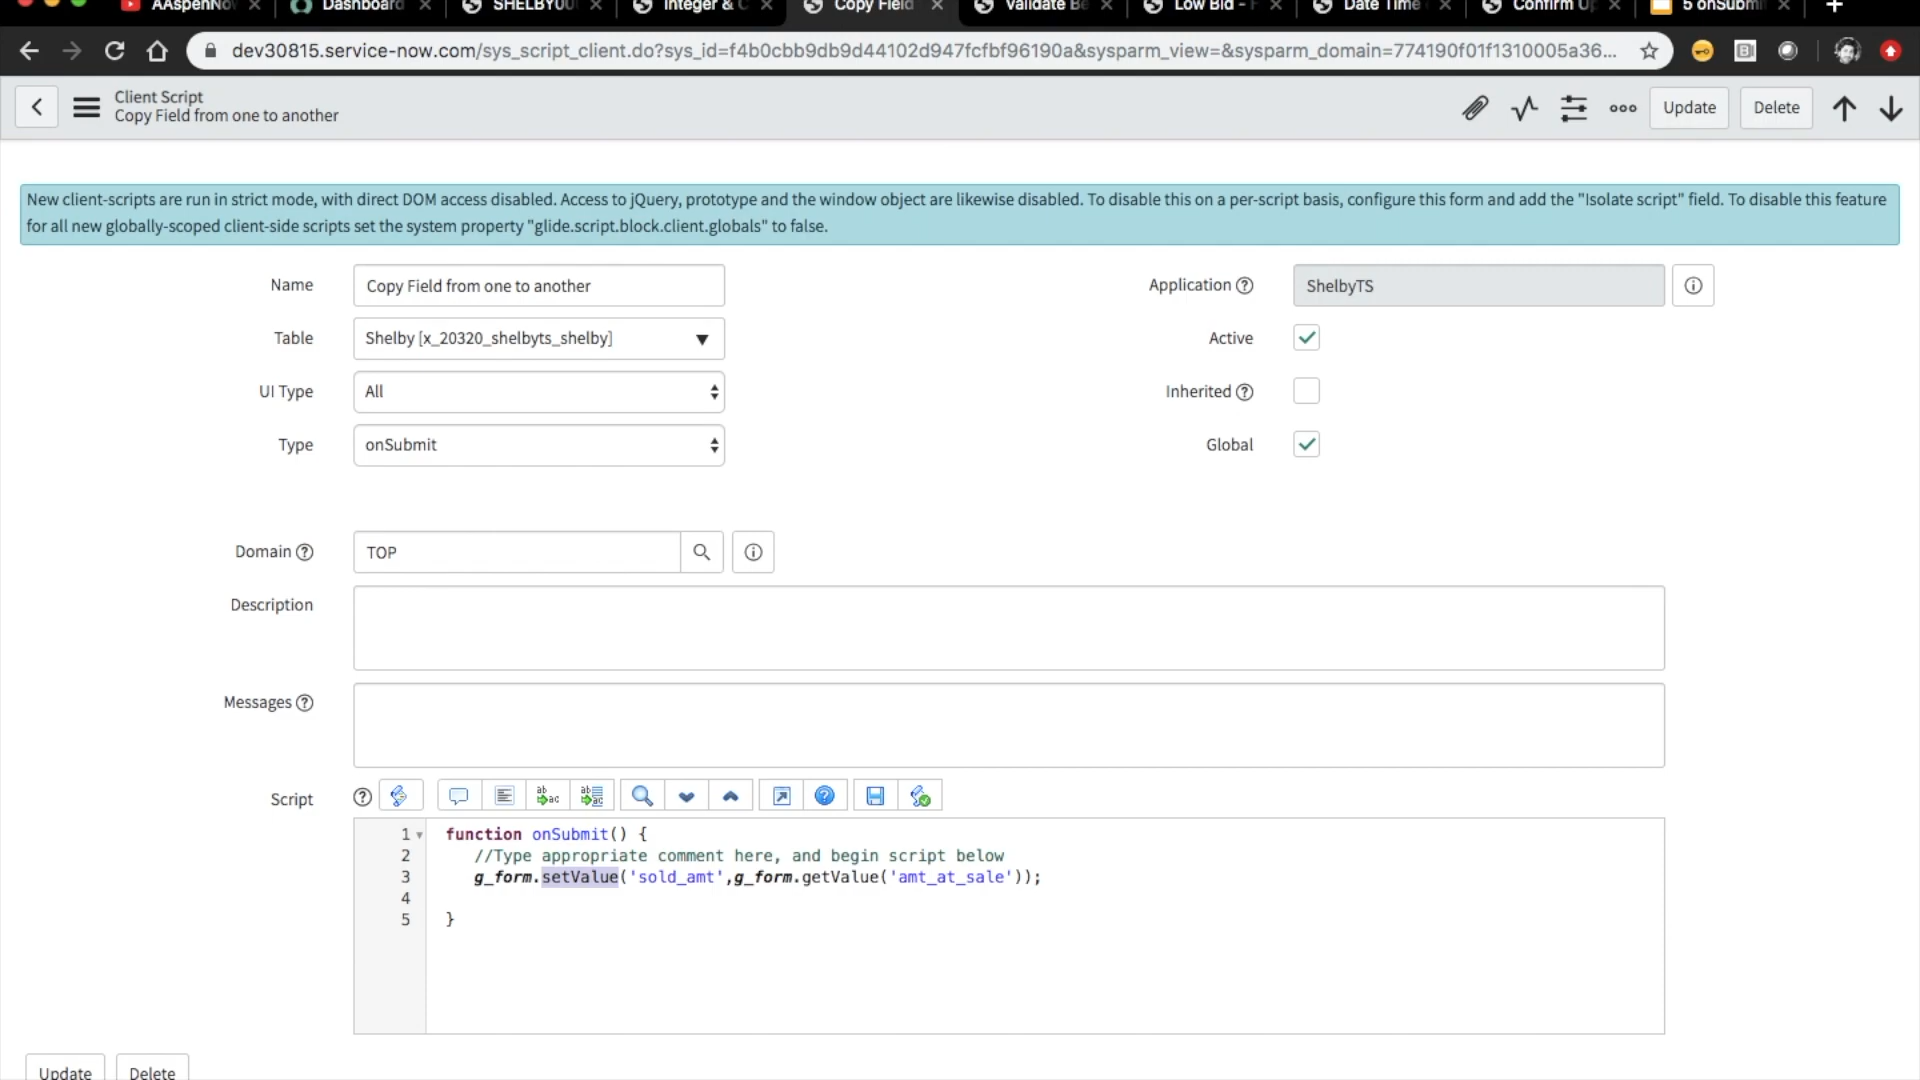 AAspenNo
Dashboard
SHELBY00
Integer & C
Copy Field
Validate Be
Low Bid - F
Date Time
Confirm Up
5 onSubmi
dev30815.service-now.com/sys_script_client.do?sys_id=f4b0cbb9db9d44102d947fcfbf96190a&sysparm_view=&sysparm_domain=774190f01f1310005a36...
Client Script
Copy Field from one to another
Update
Delete
New client-scripts are run in strict mode, with direct DOM access disabled. Access to jQuery, prototype and the window object are likewise disabled. To disable this on a per-script basis, configure this form and add the "Isolate script" field. To disable this feature
for all new globally-scoped client-side scripts set the system property "glide.script.block.client.globals" to false.
Name
Copy Field from one to another
Application
ShelbyTS
Table
Shelby [x_20320_shelbyts_shelby]
Active
UI Type
All
Inherited
Type
onSubmit
Global
Domain
TOP
Description
Messages
Script
1 function onSubmit() {
2 //Type appropriate comment here, and begin script below
3 g_form.setValue('sold_amt',g_form.getValue('amt_at_sale'));
4
5 }
Update
Delete